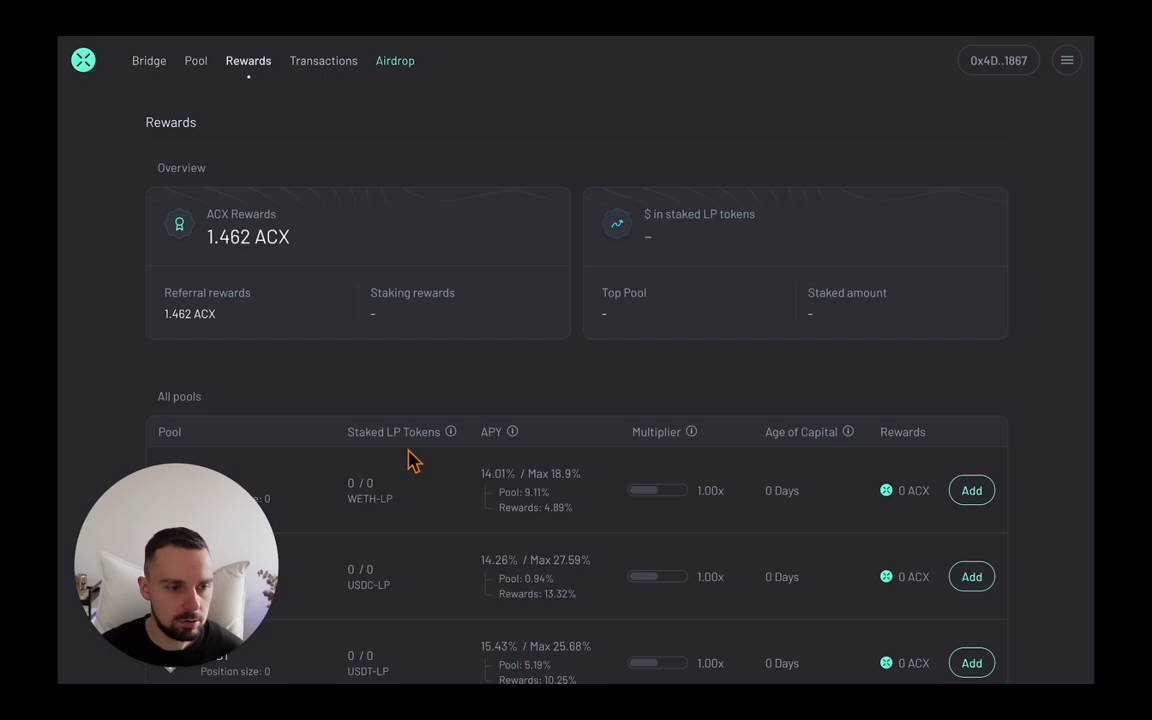 Bridge Pool Rewards Transactions Airdrop 0x4D..1867
Rewards
Overview
ACX Rewards
1.462 ACX
$ in staked LP tokens
–
Referral rewards Staking rewards
1.462 ACX -
Top Pool Staked amount
- -
All pools
Pool Staked LP Tokens APY Multiplier Age of Capital Rewards
0 / 0
WETH-LP
14.01% / Max 18.9%
Pool: 9.11%
Rewards: 4.89%
1.00x 0 Days 0 ACX Add
0 / 0
USDC-LP
14.26% / Max 27.59%
Pool: 0.94%
Rewards: 13.32%
1.00x 0 Days 0 ACX Add
Position size: 0
0 / 0
USDT-LP
15.43% / Max 25.68%
Pool: 5.19%
Rewards: 10.25%
1.00x 0 Days 0 ACX Add